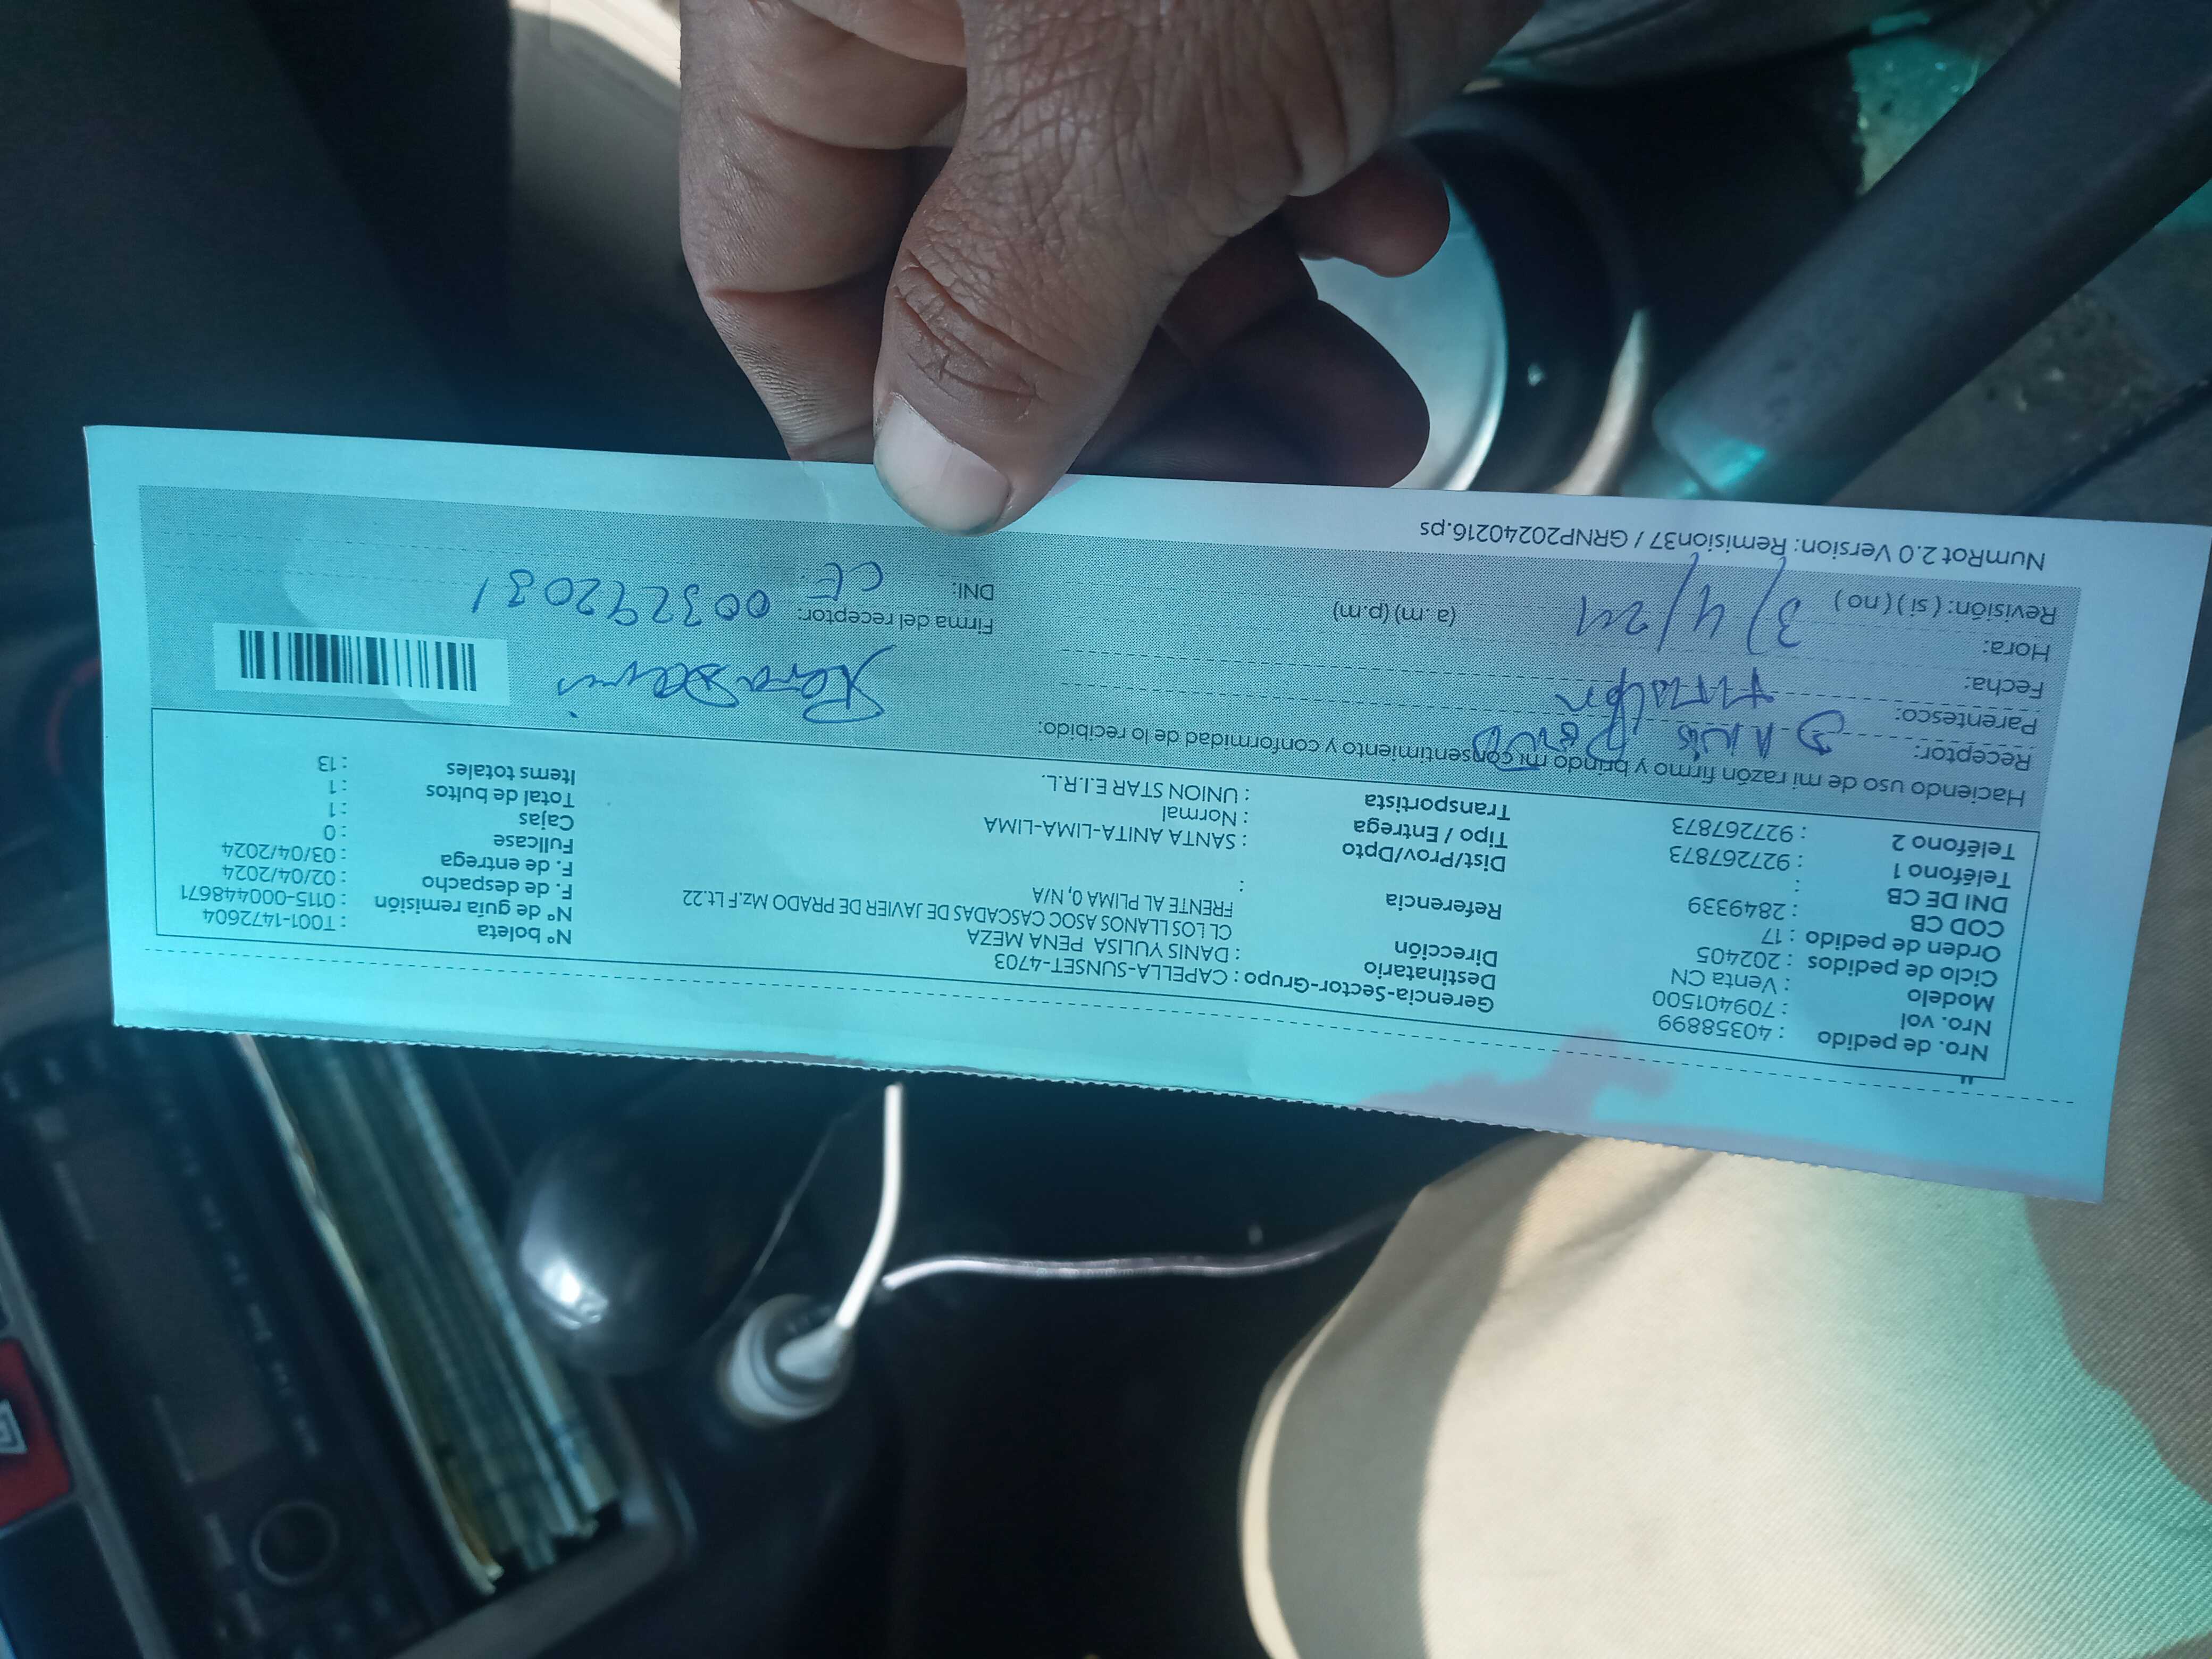 Nro. de pedido : 40358899
Nro. vol : 709401500
Modelo : Venta CN
Ciclo de pedidos : 202405
Orden de pedido : 17
COD CB : 2849339
DNI DE CB :
Teléfono 1 : 927267873
Teléfono 2 : 927267873
Gerencia-Sector-Grupo : CAPELLA-SUNSET-4703
Destinatario : DANIS YULISA PENA MEZA
Dirección CL LOS LLANOS ASOC CASCADAS DE JAVIER DE PRADO Mz.F Lt.22
FRENTE AL PLIMA 0, N/A
Referencia :
Dist/Prov/Dpto : SANTA ANITA-LIMA-LIMA
Tipo / Entrega : Normal
Transportista : UNION STAR E.I.R.L.
N° boleta : T001-1472604
N° de guía remisión : 0115-000448671
F. de despacho : 02/04/2024
F. de entrega : 03/04/2024
Fullcase : 0
Cajas : 1
Total de bultos : 1
Items totales : 13
Haciendo uso de mi razón firmo y brindo mi consentimiento y conformidad de lo recibido:
Receptor: Danis Peña
Parentesco: titular
Fecha: 3/4/24
Hora: (a. m) (p.m)
Revisión: ( si ) ( no )
Firma del receptor:
DNI: CE. 003292031
NumRot 2.0 Version: Remision37 / GRNP20240216.ps